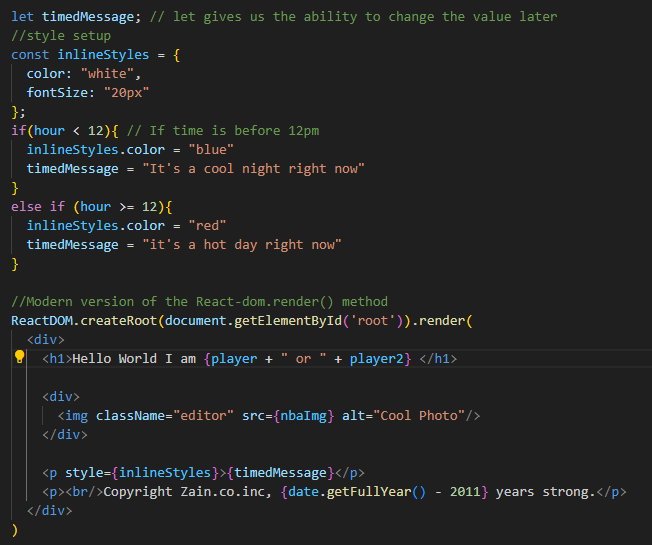 let timedMessage; // let gives us the ability to change the value later
//style setup
const inlineStyles = {
  color: "white",
  fontSize: "20px"
};
if(hour < 12){ // If time is before 12pm
  inlineStyles.color = "blue"
  timedMessage = "It's a cool night right now"
}
else if (hour >= 12){
  inlineStyles.color = "red"
  timedMessage = "it's a hot day right now"
}
//Modern version of the React-dom.render() method
ReactDOM.createRoot(document.getElementById('root')).render(
  <div>
    <h1>Hello World I am {player + " or " + player2} </h1>
    <div>
      <img className="editor" src={nbaImg} alt="Cool Photo"/>
    </div>
    <p style={inlineStyles}>{timedMessage}</p>
    <p><br/>Copyright Zain.co.inc, {date.getFullYear() - 2011} years strong.</p>
  </div>
)